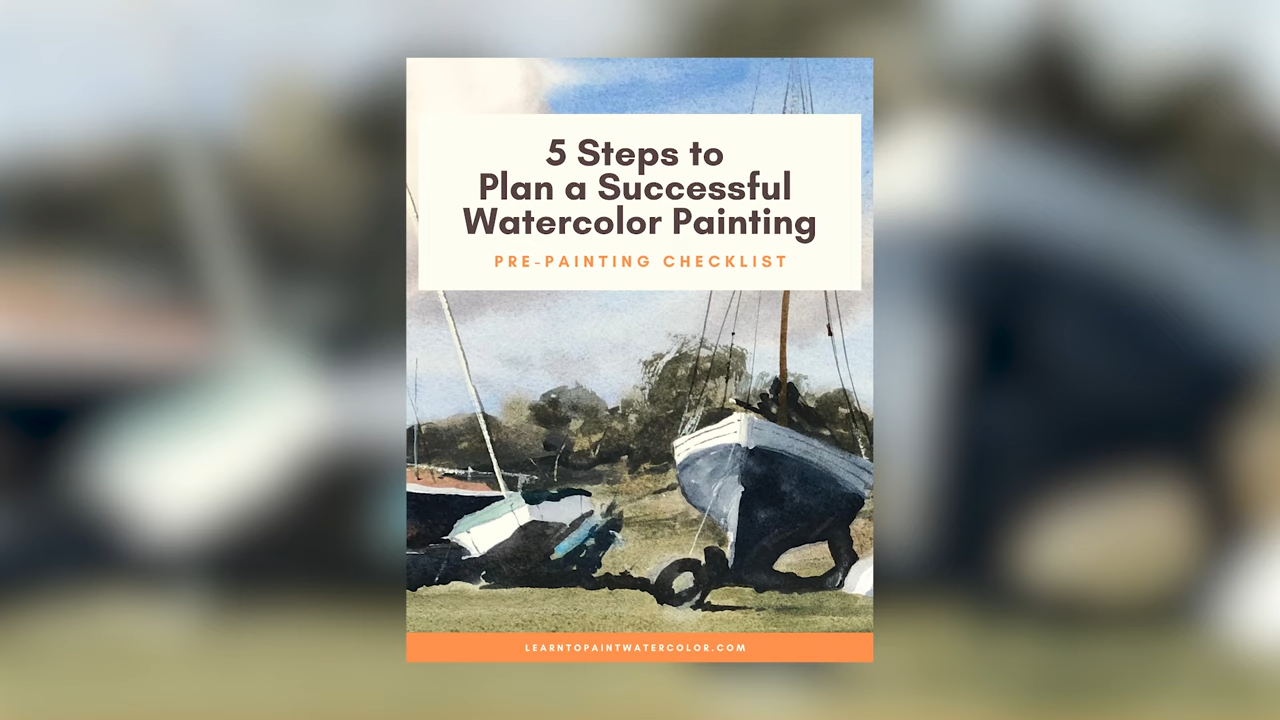 5 Steps to
Plan a Successful
Watercolor Painting
PRE-PAINTING CHECKLIST
LEARNTOPAINTWATERCOLOR.COM